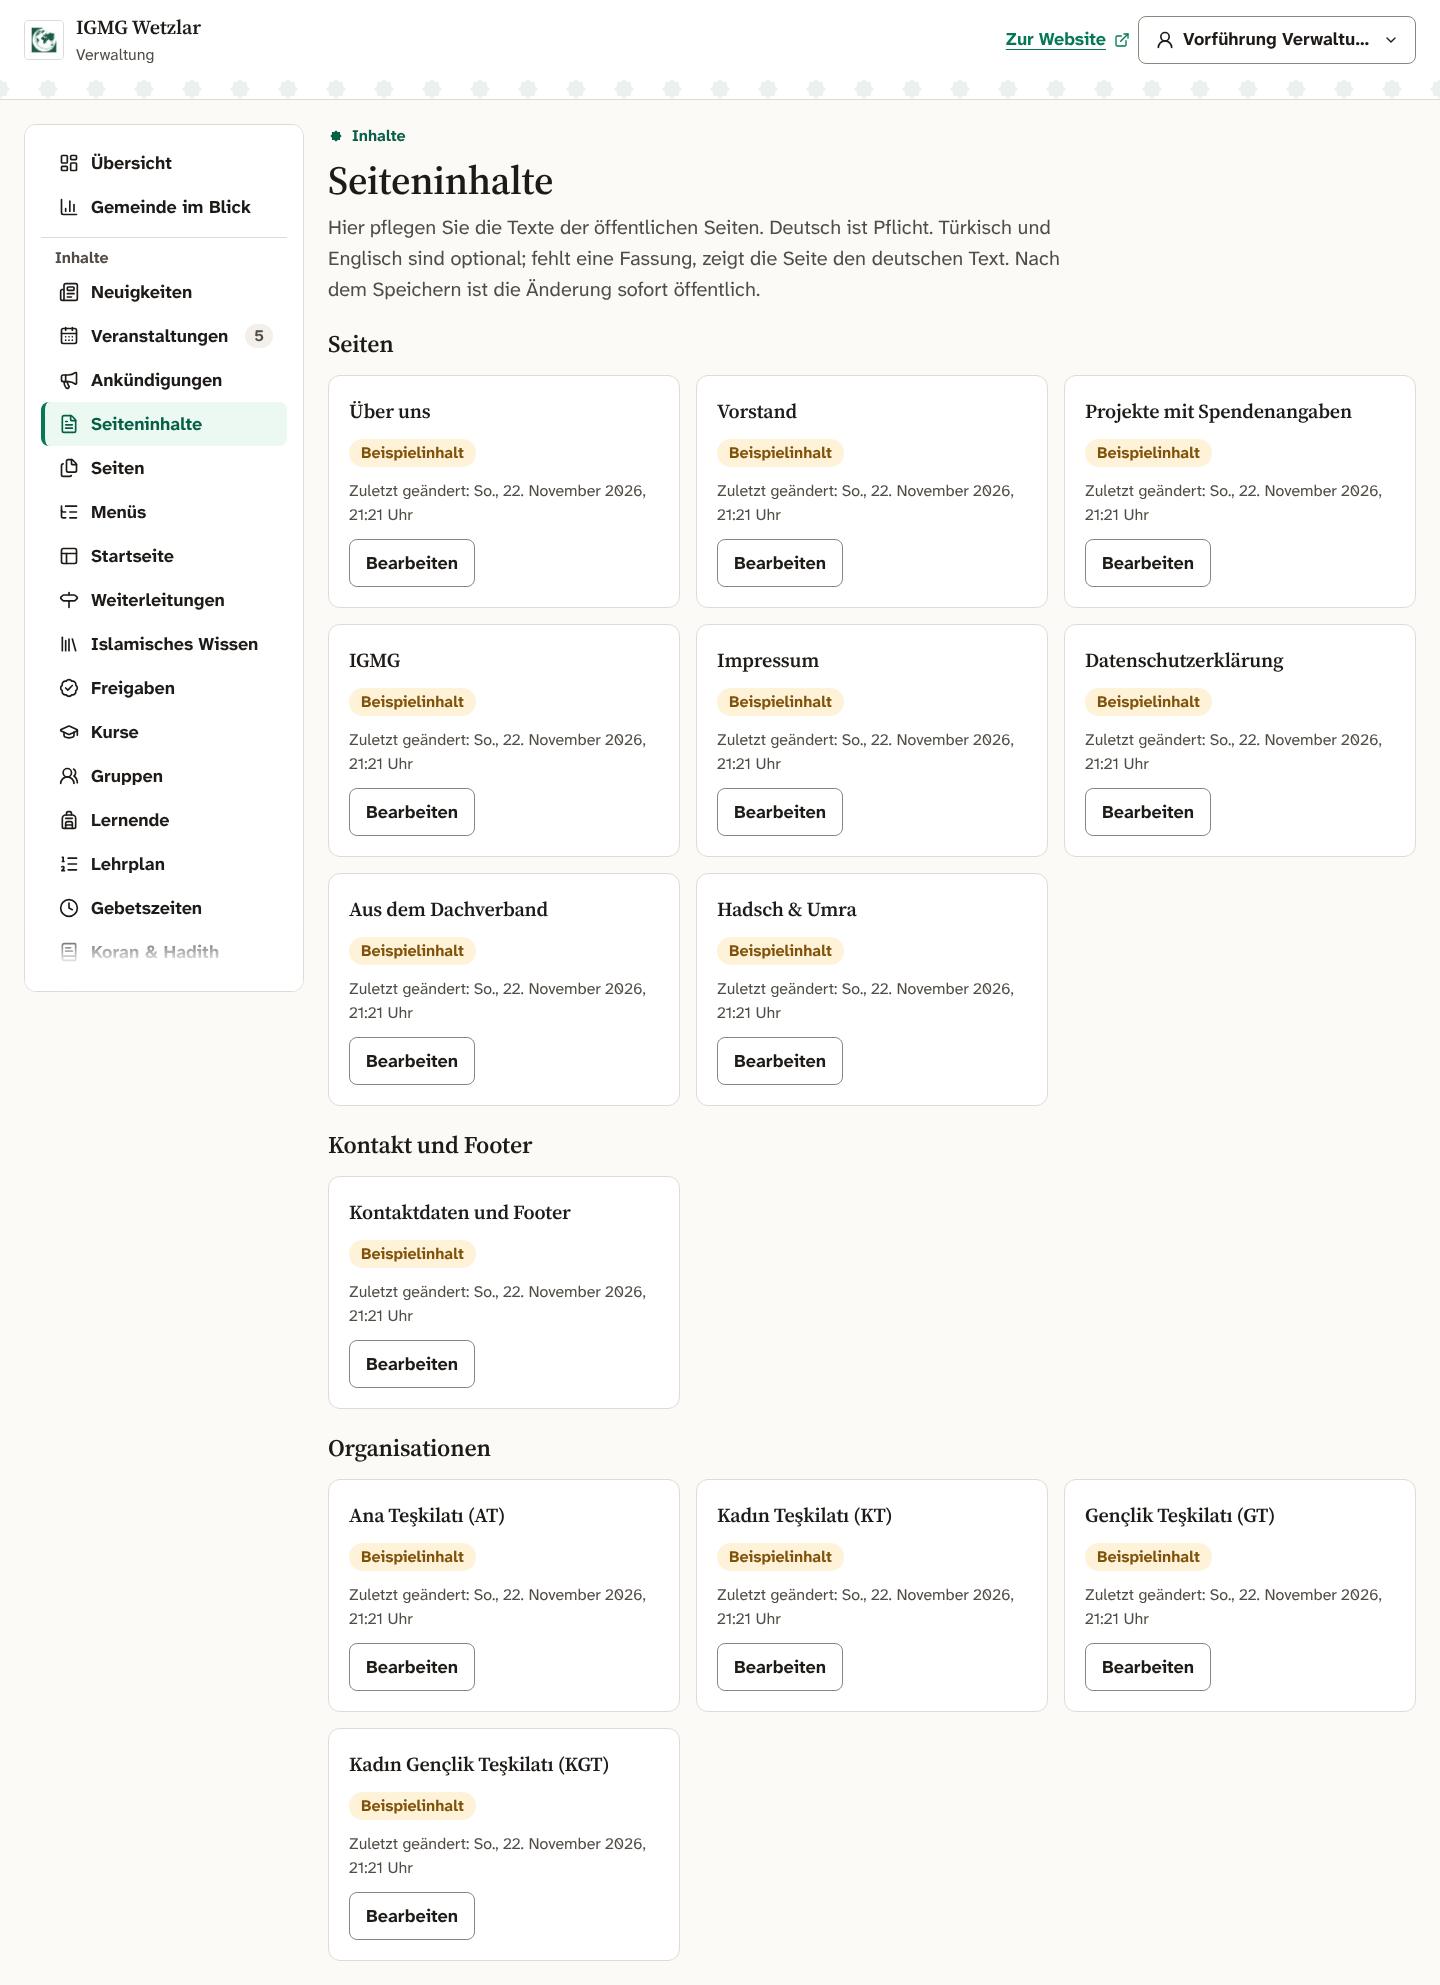 IGMG Wetzlar
Verwaltung
Zur Website
Vorführung Verwaltu...
Übersicht
Gemeinde im Blick
Inhalte
Neuigkeiten
Veranstaltungen 5
Ankündigungen
Seiteninhalte
Seiten
Menüs
Startseite
Weiterleitungen
Islamisches Wissen
Freigaben
Kurse
Gruppen
Lernende
Lehrplan
Gebetszeiten
Koran & Hadith
Inhalte
Seiteninhalte
Hier pflegen Sie die Texte der öffentlichen Seiten. Deutsch ist Pflicht. Türkisch und
Englisch sind optional; fehlt eine Fassung, zeigt die Seite den deutschen Text. Nach
dem Speichern ist die Änderung sofort öffentlich.
Seiten
Über uns
Beispielinhalt
Zuletzt geändert: So., 22. November 2026,
21:21 Uhr
Bearbeiten
Vorstand
Beispielinhalt
Zuletzt geändert: So., 22. November 2026,
21:21 Uhr
Bearbeiten
Projekte mit Spendenangaben
Beispielinhalt
Zuletzt geändert: So., 22. November 2026,
21:21 Uhr
Bearbeiten
IGMG
Beispielinhalt
Zuletzt geändert: So., 22. November 2026,
21:21 Uhr
Bearbeiten
Impressum
Beispielinhalt
Zuletzt geändert: So., 22. November 2026,
21:21 Uhr
Bearbeiten
Datenschutzerklärung
Beispielinhalt
Zuletzt geändert: So., 22. November 2026,
21:21 Uhr
Bearbeiten
Aus dem Dachverband
Beispielinhalt
Zuletzt geändert: So., 22. November 2026,
21:21 Uhr
Bearbeiten
Hadsch & Umra
Beispielinhalt
Zuletzt geändert: So., 22. November 2026,
21:21 Uhr
Bearbeiten
Kontakt und Footer
Kontaktdaten und Footer
Beispielinhalt
Zuletzt geändert: So., 22. November 2026,
21:21 Uhr
Bearbeiten
Organisationen
Ana Teşkilatı (AT)
Beispielinhalt
Zuletzt geändert: So., 22. November 2026,
21:21 Uhr
Bearbeiten
Kadın Teşkilatı (KT)
Beispielinhalt
Zuletzt geändert: So., 22. November 2026,
21:21 Uhr
Bearbeiten
Gençlik Teşkilatı (GT)
Beispielinhalt
Zuletzt geändert: So., 22. November 2026,
21:21 Uhr
Bearbeiten
Kadın Gençlik Teşkilatı (KGT)
Beispielinhalt
Zuletzt geändert: So., 22. November 2026,
21:21 Uhr
Bearbeiten